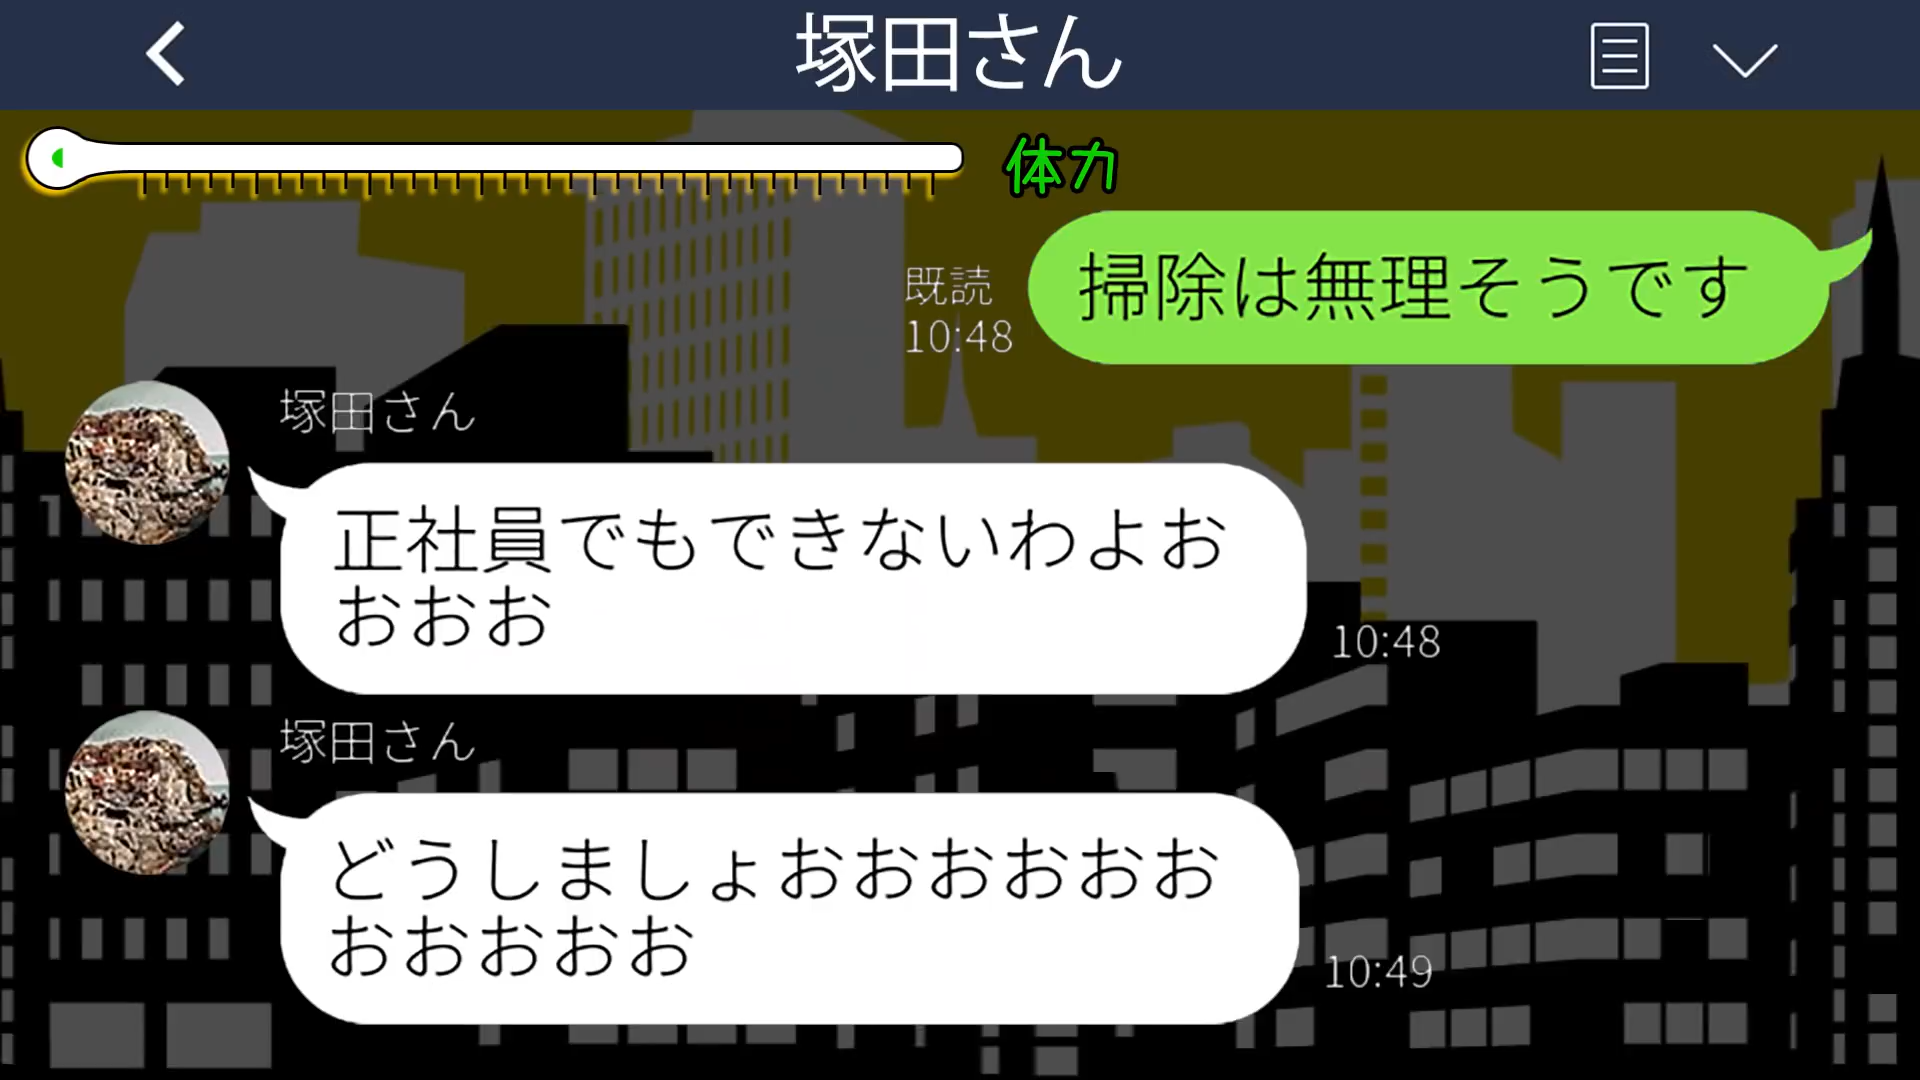 塚田さん
体力
掃除は無理そうです
既読
10:48
塚田さん
正社員でもできないわよお
おおお
10:48
塚田さん
どうしましょおおおおおお
おおおおお
10:49